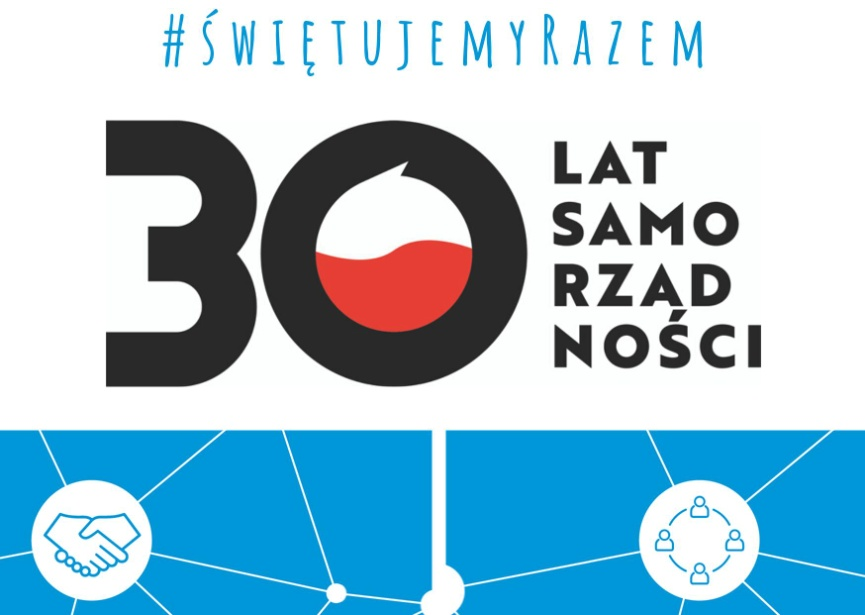 #ŚWIĘTUJEMYRAZEM
30
LAT
SAMO
RZĄD
NOŚCI